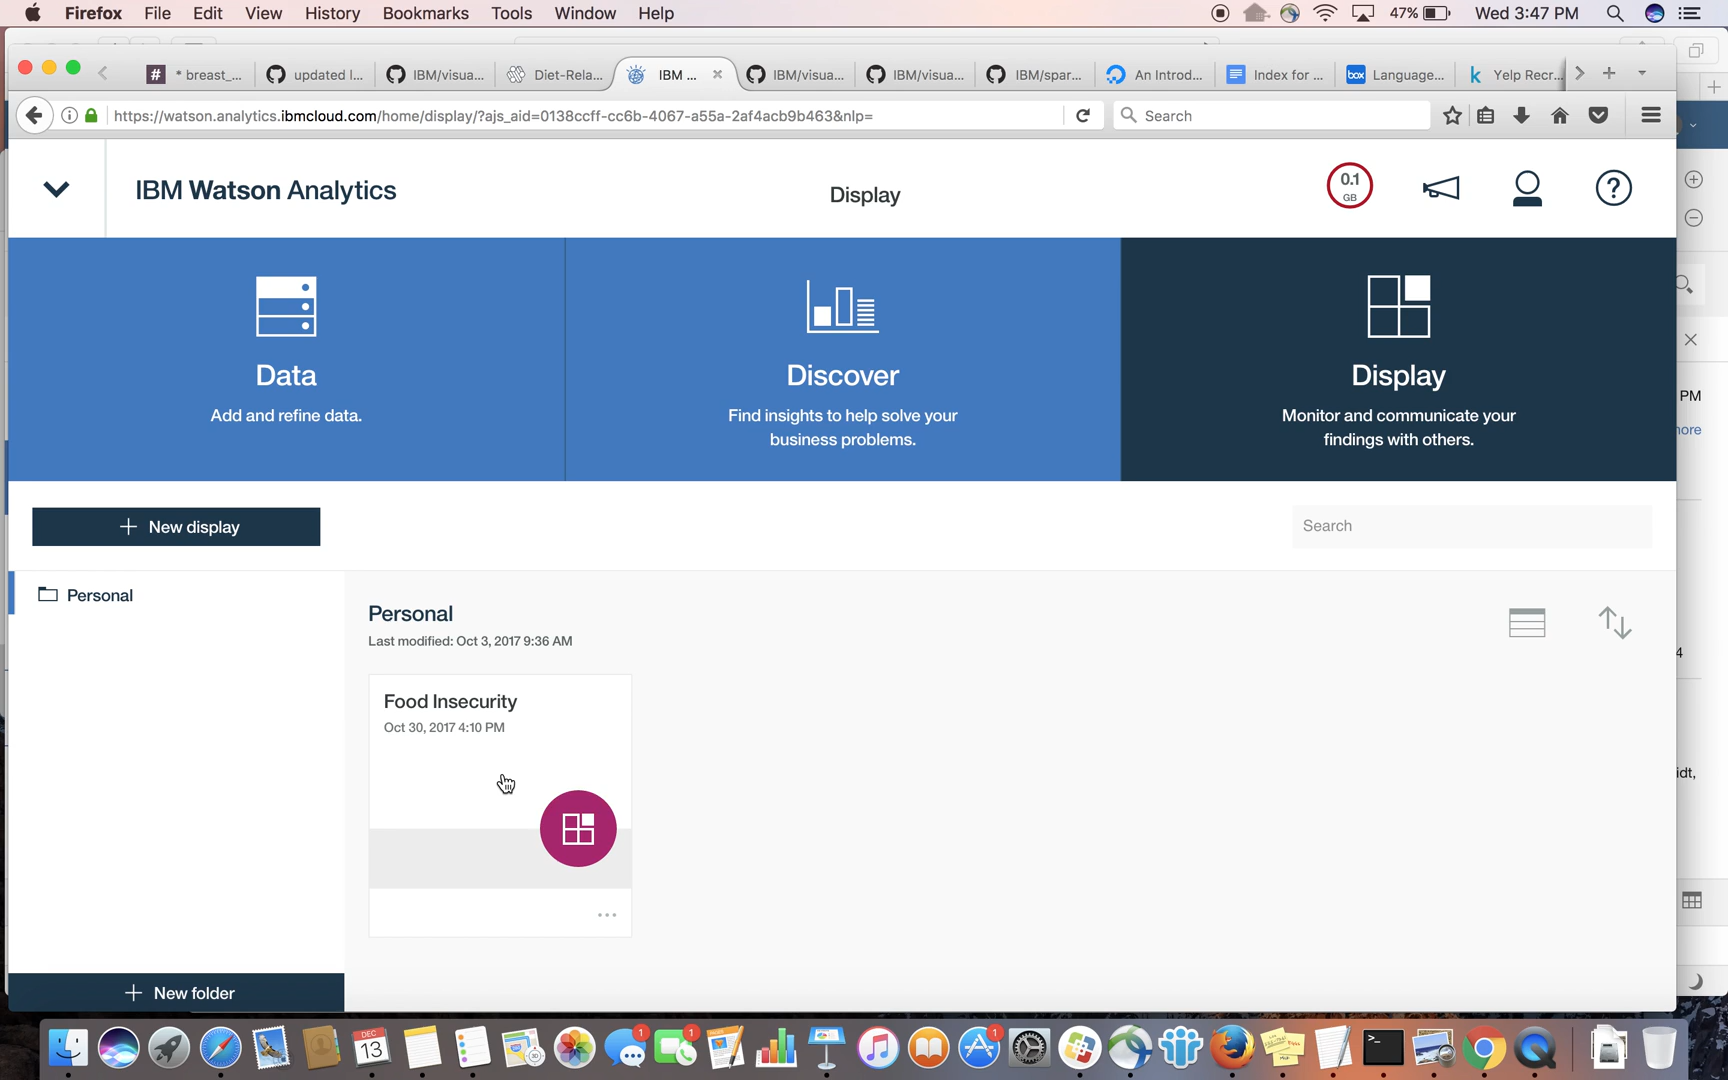 Firefox File Edit View History Bookmarks Tools Window Help 47% Wed 3:47 PM
# * breast_... updated I... IBM/visua... Diet-Rela... IBM ... IBM/visua... IBM/visua... IBM/spar... An Introd... Index for ... box Language... k Yelp Recr...
https://watson.analytics.ibmcloud.com/home/display/?ajs_aid=0138ccff-cc6b-4067-a55a-2af4acb9b463&nlp= Search
IBM Watson Analytics Display 0.1 GB ?
Data
Add and refine data.
Discover
Find insights to help solve your
business problems.
Display
Monitor and communicate your
findings with others.
+ New display
Search
Personal
Personal
Last modified: Oct 3, 2017 9:36 AM
Food Insecurity
Oct 30, 2017 4:10 PM
+ New folder
PM
ore
4
idt,
DEC
13
1
1
1